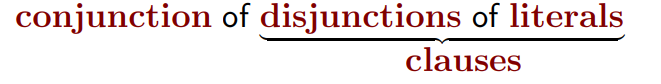 conjunction of disjunctions of literals
clauses